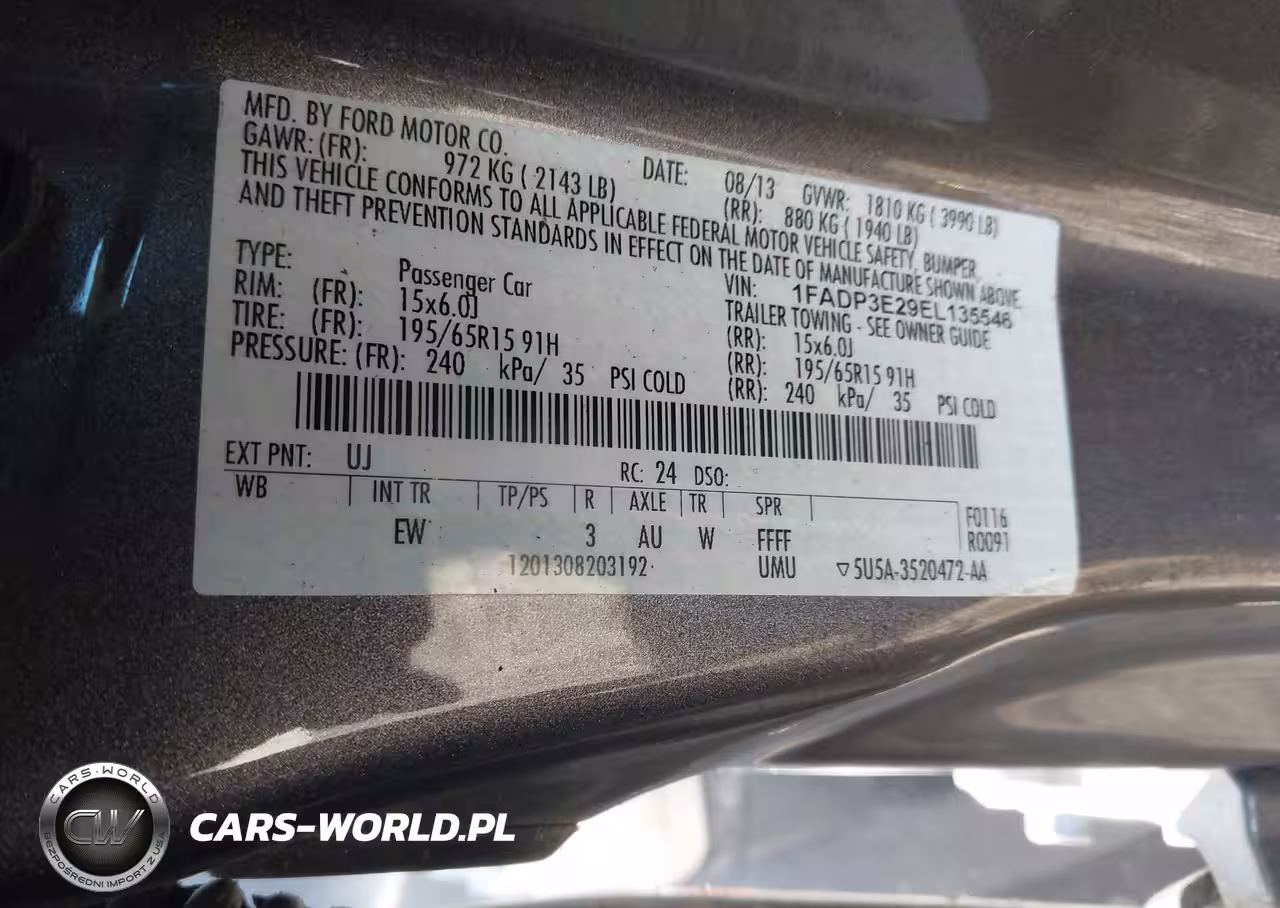 MFD. BY FORD MOTOR CO.
DATE: 08/13 GVWR: 1810 KG ( 3990 LB)
GAWR: (FR): 972 KG ( 2143 LB) (RR): 880 KG ( 1940 LB)
THIS VEHICLE CONFORMS TO ALL APPLICABLE FEDERAL MOTOR VEHICLE SAFETY, BUMPER
AND THEFT PREVENTION STANDARDS IN EFFECT ON THE DATE OF MANUFACTURE SHOWN ABOVE.
VIN: 1FADP3E29EL135546
TYPE: Passenger Car TRAILER TOWING - SEE OWNER GUIDE
RIM: (FR): 15x6.0J (RR): 15x6.0J
TIRE: (FR): 195/65R15 91H (RR): 195/65R15 91H
PRESSURE: (FR): 240 kPa/ 35 PSI COLD (RR): 240 kPa/ 35 PSI COLD
EXT PNT: UJ RC: 24 DSO:
WB INT TR TP/PS R AXLE TR SPR
EW 3 AU W FFFF
F0116
R0091
1201308203192 UMU ▽5U5A-3520472-AA
CARS-WORLD
CW
BEZPOŚREDNI IMPORT Z USA
CARS-WORLD.PL